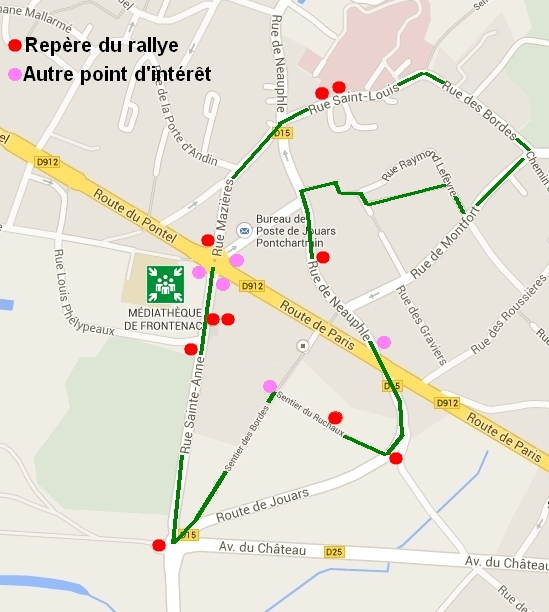 Mane Mallarmé
Repère du rallye
Autre point d'intérêt
Rue de Neauphle
Rue de la Porte d'Andin
Rue Saint-Louis
Rue des Bordes
Chemin
D15
D912
Route du Pontel
Rue Mazières
Rue Raymond Lefèvre
Rue de Montfort
Bureau de
Poste de Jouars
Pontchartrain
Rue Louis Phelypeaux
MÉDIATHÈQUE
DE FRONTENAC
D912
Route de Paris
Rue de Neauphle
Rue des Graviers
Rue des Roussières
Rue Sainte-Anne
D15
D912
Route de Paris
Sentier du Ruchaux
Sentier des Bordes
Route de Jouars
D15
Av. du Château
D25
Av. du Château